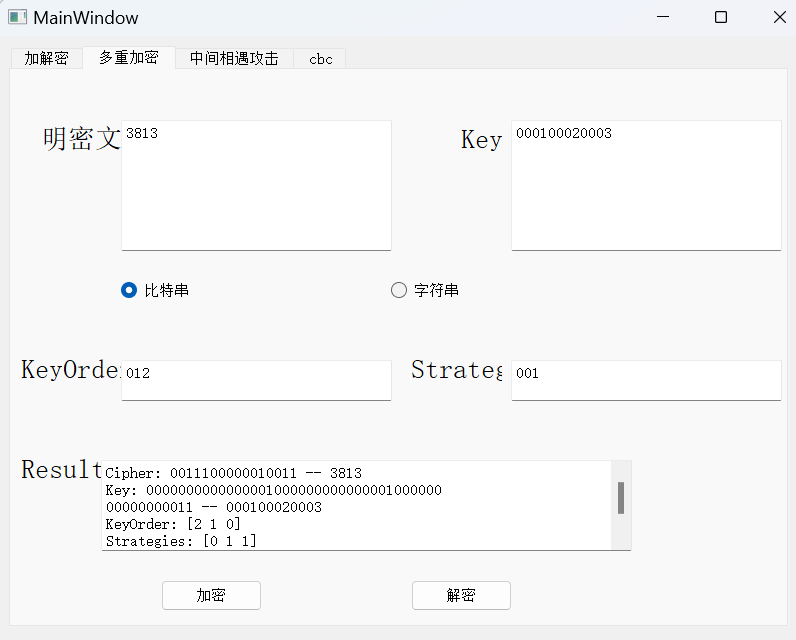 MainWindow
加解密
多重加密
中间相遇攻击
cbc
明密文
3813
Key
000100020003
比特串
字符串
KeyOrde
012
Strateg
001
Result
Cipher: 0011100000010011 -- 3813
Key: 0000000000000001000000000000001000000
00000000011 -- 000100020003
KeyOrder: [2 1 0]
Strategies: [0 1 1]
加密
解密